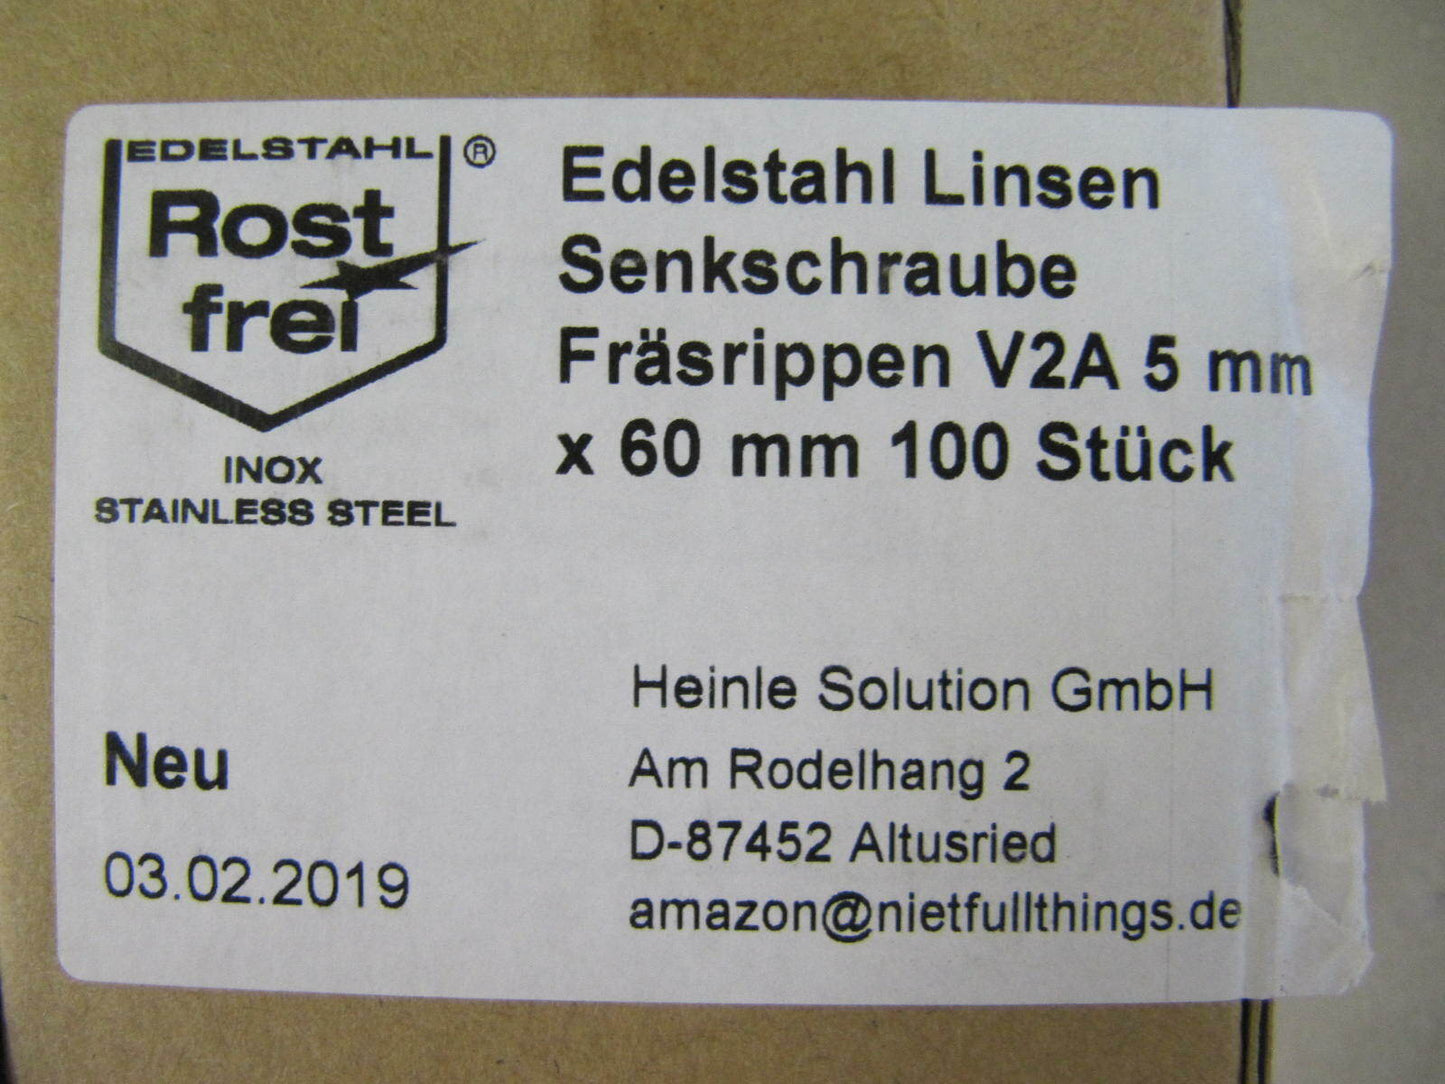 EDELSTAHL ®
Rost
frei
INOX
STAINLESS STEEL
Edelstahl Linsen
Senkschraube
Fräsrippen V2A 5 mm
x 60 mm 100 Stück
Neu
03.02.2019
Heinle Solution GmbH
Am Rodelhang 2
D-87452 Altusried
amazon@nietfullthings.de